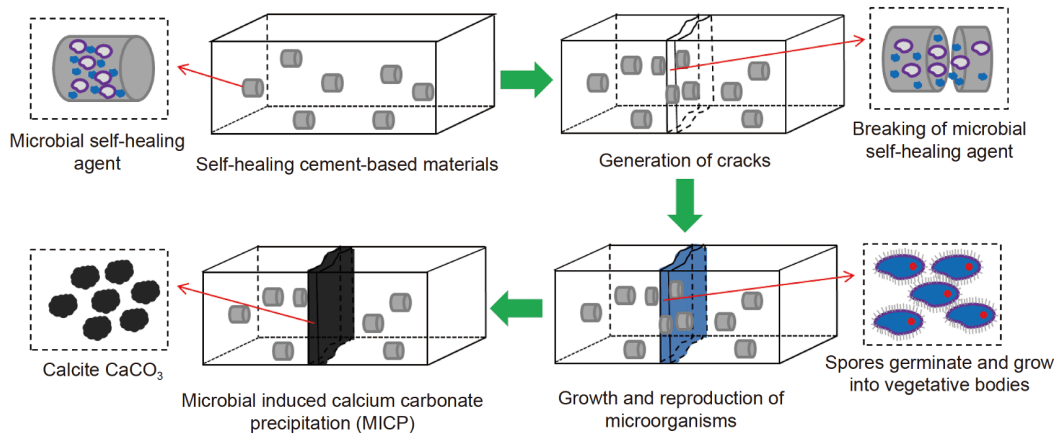 Microbial self-healing
agent
Self-healing cement-based materials
Generation of cracks
Breaking of microbial
self-healing agent
Calcite CaCO₃
Microbial induced calcium carbonate
precipitation (MICP)
Growth and reproduction of
microorganisms
Spores germinate and grow
into vegetative bodies